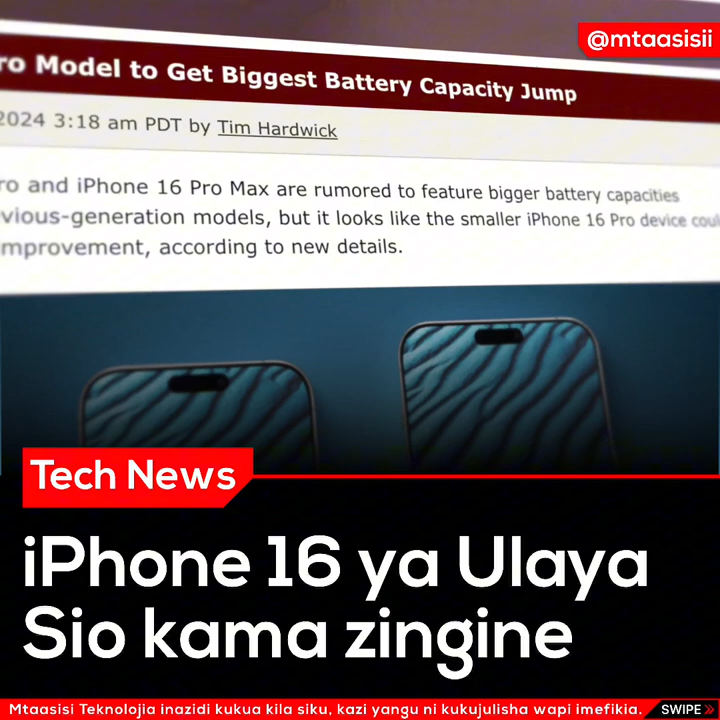 @mtaasisii
ro Model to Get Biggest Battery Capacity Jump
2024 3:18 am PDT by Tim Hardwick
ro and iPhone 16 Pro Max are rumored to feature bigger battery capacities
vious-generation models, but it looks like the smaller iPhone 16 Pro device coul
mprovement, according to new details.
Tech News
iPhone 16 ya Ulaya
Sio kama zingine
Mtaasisi Teknolojia inazidi kukua kila siku, kazi yangu ni kukujulisha wapi imefikia.
SWIPE